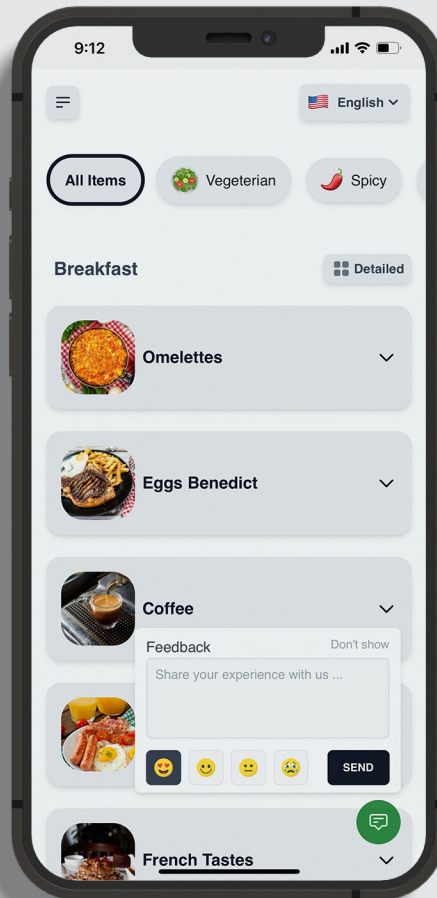 9:12
English
All Items
Vegeterian
Spicy
Breakfast
Detailed
Omelettes
Eggs Benedict
Coffee
Feedback
Don't show
Share your experience with us ...
SEND
French Tastes